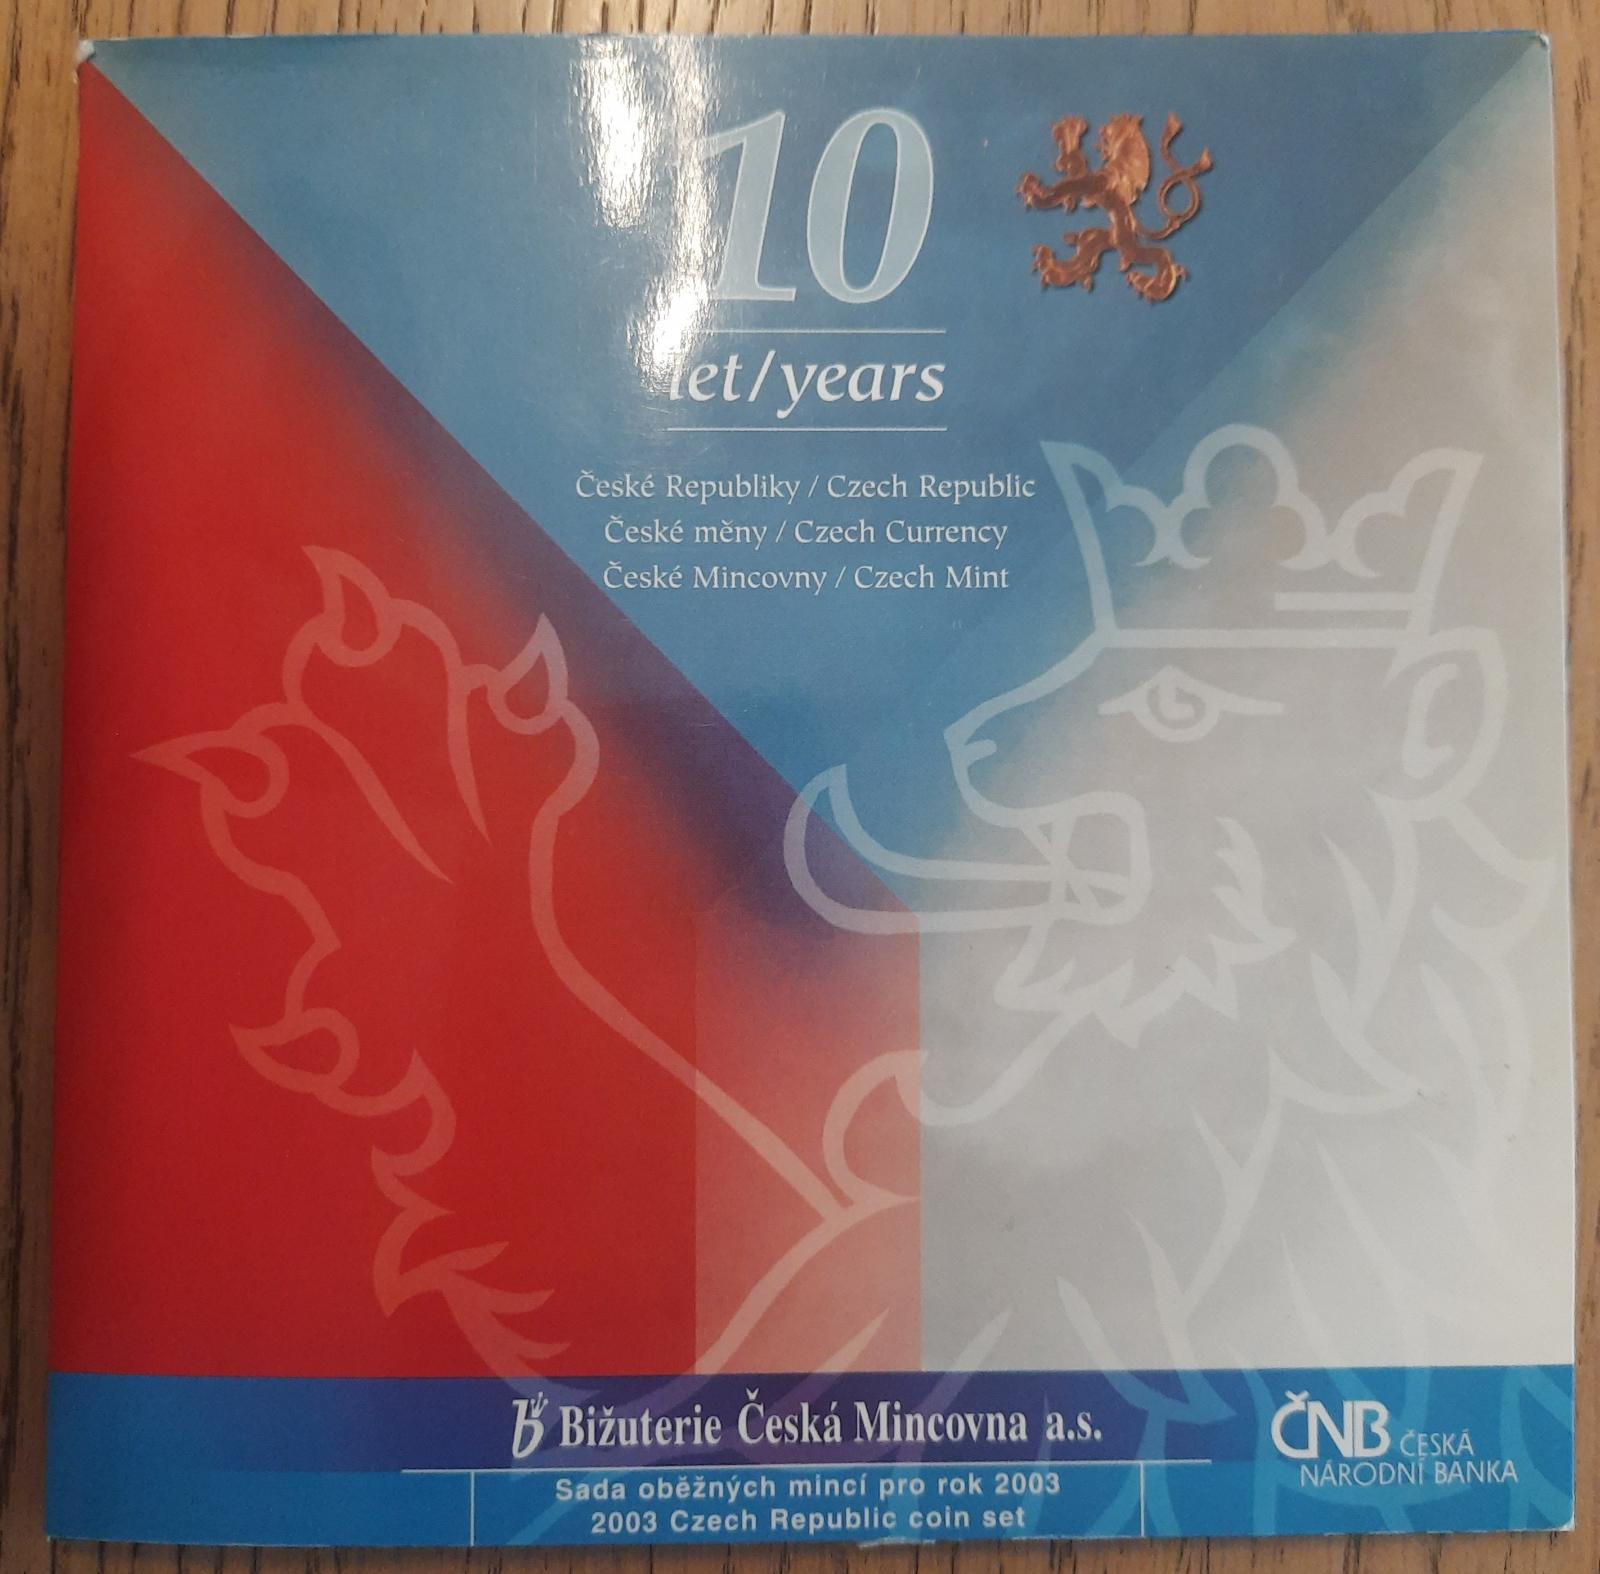 10
let/years
České Republiky / Czech Republic
České měny / Czech Currency
České Mincovny / Czech Mint
b Bižuterie Česká Mincovna a.s.
Sada oběžných mincí pro rok 2003
2003 Czech Republic coin set
ČNB ČESKÁ
NÁRODNÍ BANKA